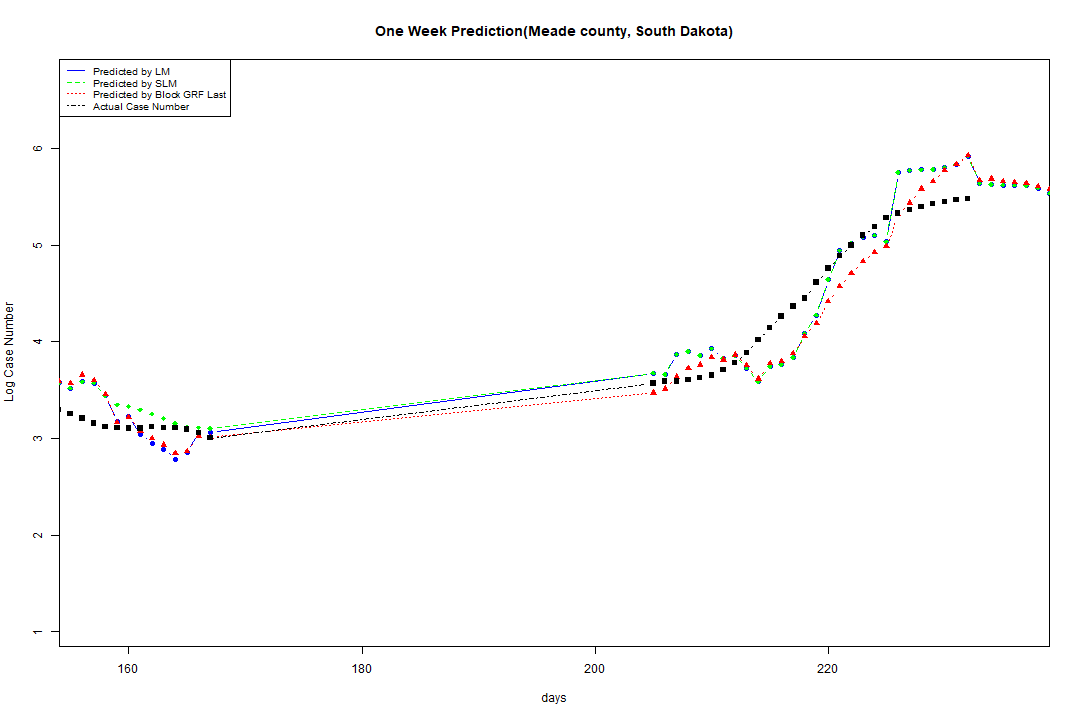 One Week Prediction(Meade county, South Dakota)
Predicted by LM
Predicted by SLM
Predicted by Block GRF Last
Actual Case Number
Log Case Number
6
5
4
3
2
1
160 180 200 220
days